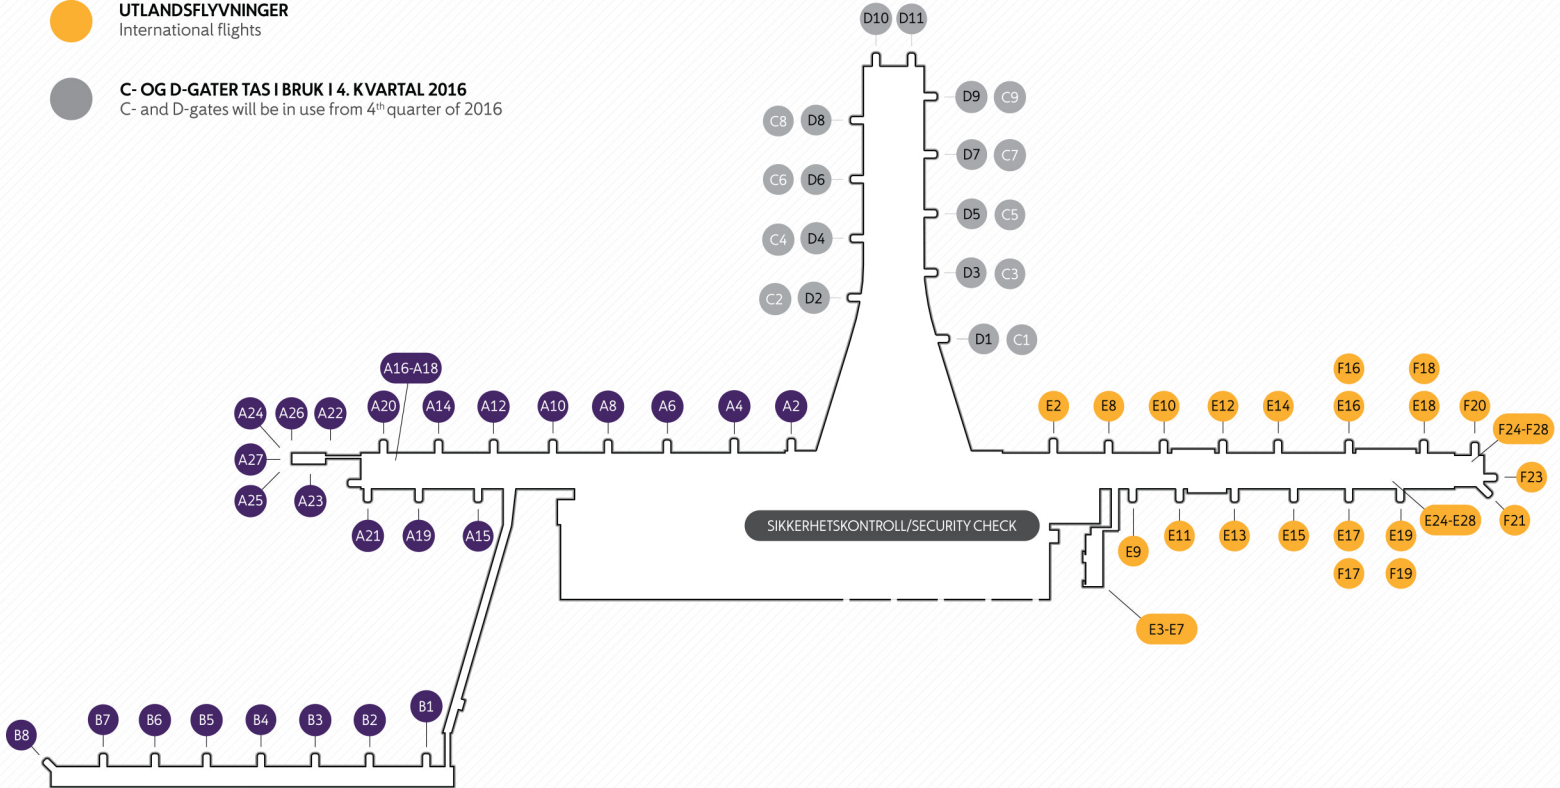 UTLANDSFLYVNINGER
International flights
C- OG D-GATER TAS I BRUK I 4. KVARTAL 2016
C- and D-gates will be in use from 4th quarter of 2016
D10 D11
D9 C9
C8 D8
D7 C7
C6 D6
D5 C5
C4 D4
D3 C3
C2 D2
D1 C1
A16-A18
F16 F18
A24 A26 A22 A20 A14 A12 A10 A8 A6 A4 A2
E2 E8 E10 E12 E14 E16 E18 F20
F24-F28
A27
F23
A25 A23
A21 A19 A15
SIKKERHETSKONTROLL/SECURITY CHECK
E9 E11 E13 E15 E17 E19
E24-E28
F21
F17 F19
E3-E7
B8 B7 B6 B5 B4 B3 B2 B1